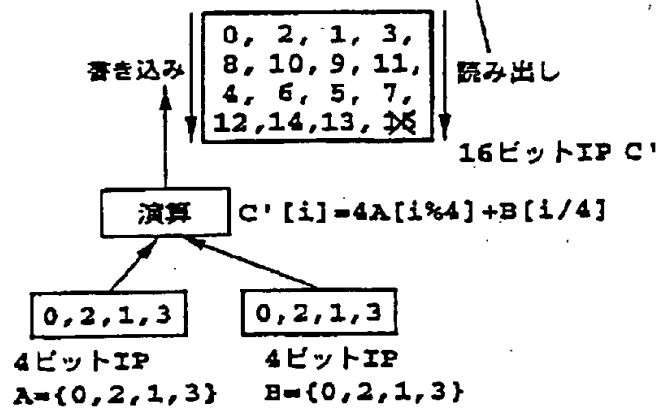 0, 2, 1, 3,
8, 10, 9, 11,
4, 6, 5, 7,
12,14,13,
書き込み
読み出し
16ビットIP C'
演算
C'[i]=4A[i%4]+B[i/4]
0,2,1,3
0,2,1,3
4ビットIP
A={0,2,1,3}
4ビットIP
B={0,2,1,3}